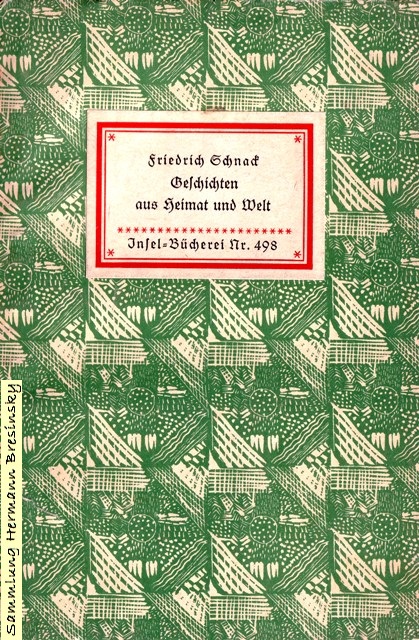 Friedrich Schnack
Geschichten
aus Heimat und Welt
Insel-Bücherei Nr. 498
Sammlung Hermann Bresinsky